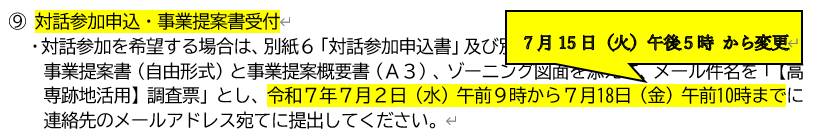 ⑨ 対話参加申込・事業提案書受付
７月15日（火）午後５時 から変更
・対話参加を希望する場合は、別紙６「対話参加申込書」及び
事業提案書（自由形式）と事業提案概要書（Ａ３）、ゾーニング図面を添え メール件名を「【高
専跡地活用】調査票」とし、令和７年７月２日（水）午前９時から７月18日（金）午前10時までに
連絡先のメールアドレス宛てに提出してください。